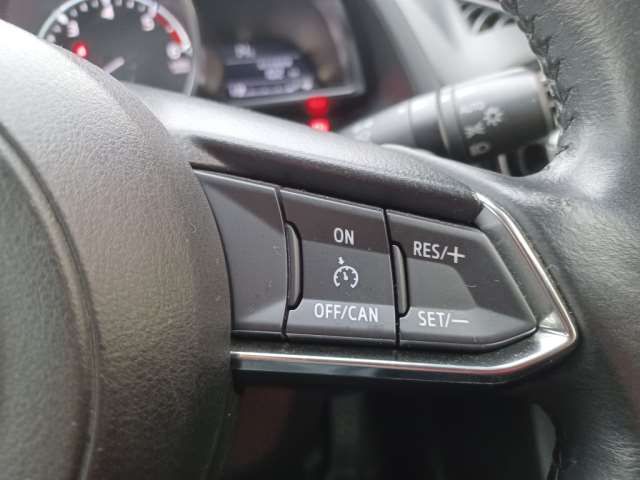 ON
OFF/CAN
RES/+
SET/−